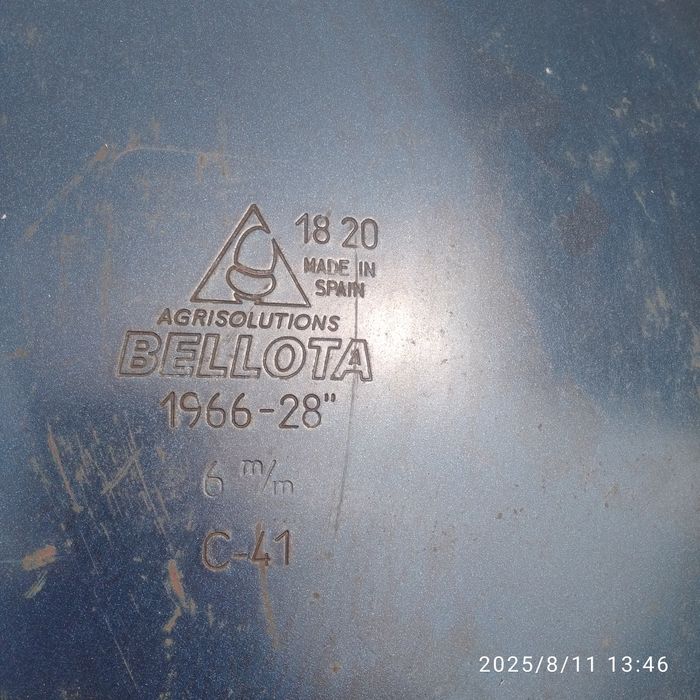 18 20
MADE IN
SPAIN
AGRISOLUTIONS
BELLOTA
1966-28"
6 m/m
C-41
2025/8/11 13:46